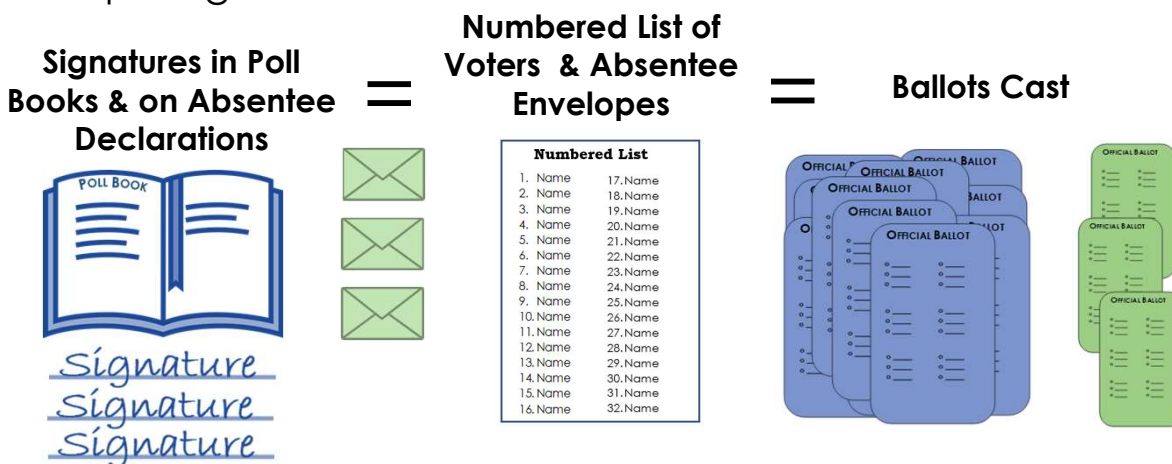 Signatures in Poll
Books & on Absentee
Declarations
=
Numbered List of
Voters & Absentee
Envelopes
=
Ballots Cast
POLL BOOK
Signature
Signature
Signature
Numbered List
1. Name
2. Name
3. Name
4. Name
5. Name
6. Name
7. Name
8. Name
9. Name
10. Name
11. Name
12. Name
13. Name
14. Name
15. Name
16. Name
17. Name
18. Name
19. Name
20. Name
21. Name
22. Name
23. Name
24. Name
25. Name
26. Name
27. Name
28. Name
29. Name
30. Name
31. Name
32. Name
OFFICIAL
BALLOT
OFFICIAL BALLOT
OFFICIAL BALLOT
BALLOT
OFFICIAL BALLOT
OFFICIAL BALLOT
OFFICIAL BALLOT
OFFICIAL BALLOT
OFFICIAL BALLOT